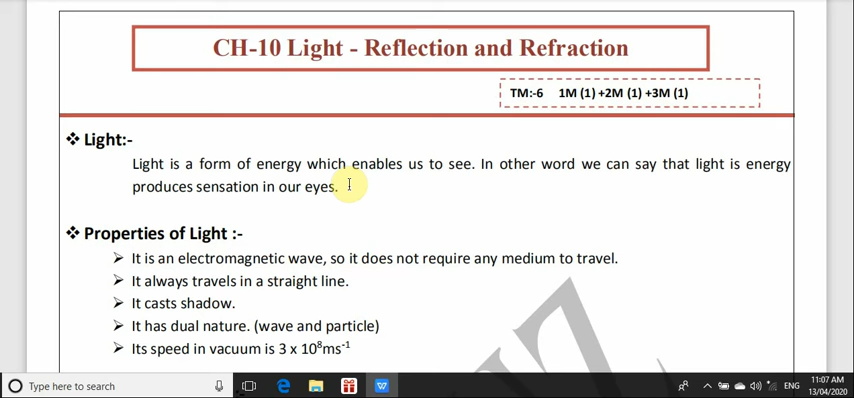 CH-10 Light - Reflection and Refraction
TM:-6 1M (1) +2M (1) +3M (1)
❖ Light:-
Light is a form of energy which enables us to see. In other word we can say that light is energy
produces sensation in our eyes.
❖ Properties of Light :-
➢ It is an electromagnetic wave, so it does not require any medium to travel.
➢ It always travels in a straight line.
➢ It casts shadow.
➢ It has dual nature. (wave and particle)
➢ Its speed in vacuum is 3 x 10⁸ms⁻¹
Type here to search
ENG
11:07 AM
13/04/2020